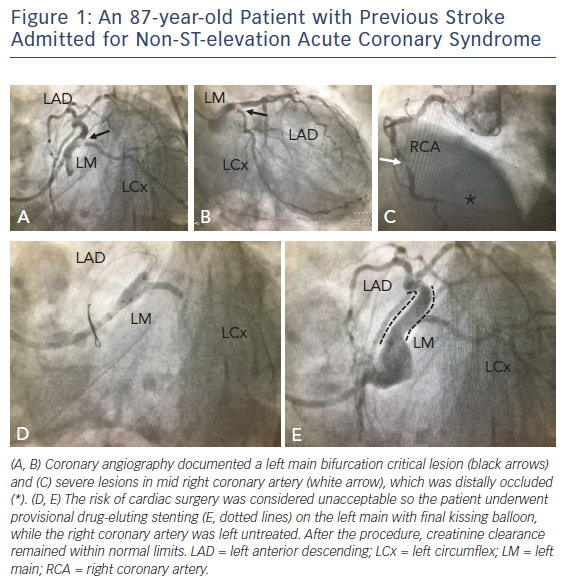 Figure 1: An 87-year-old Patient with Previous Stroke
Admitted for Non-ST-elevation Acute Coronary Syndrome
LAD
LM
LCx
A
LM
LAD
LCx
B
RCA
*
C
LAD
LM
LCx
D
LAD
LM
LCx
E
(A, B) Coronary angiography documented a left main bifurcation critical lesion (black arrows)
and (C) severe lesions in mid right coronary artery (white arrow), which was distally occluded
(*). (D, E) The risk of cardiac surgery was considered unacceptable so the patient underwent
provisional drug-eluting stenting (E, dotted lines) on the left main with final kissing balloon,
while the right coronary artery was left untreated. After the procedure, creatinine clearance
remained within normal limits. LAD = left anterior descending; LCx = left circumflex; LM = left
main; RCA = right coronary artery.